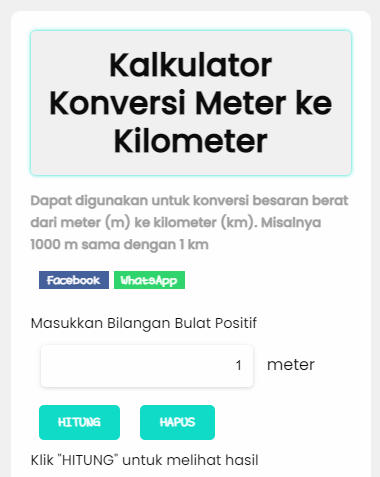 Kalkulator
Konversi Meter ke
Kilometer
Dapat digunakan untuk konversi besaran berat
dari meter (m) ke kilometer (km). Misalnya
1000 m sama dengan 1 km
Facebook WhatsApp
Masukkan Bilangan Bulat Positif
1 meter
HITUNG HAPUS
Klik "HITUNG" untuk melihat hasil